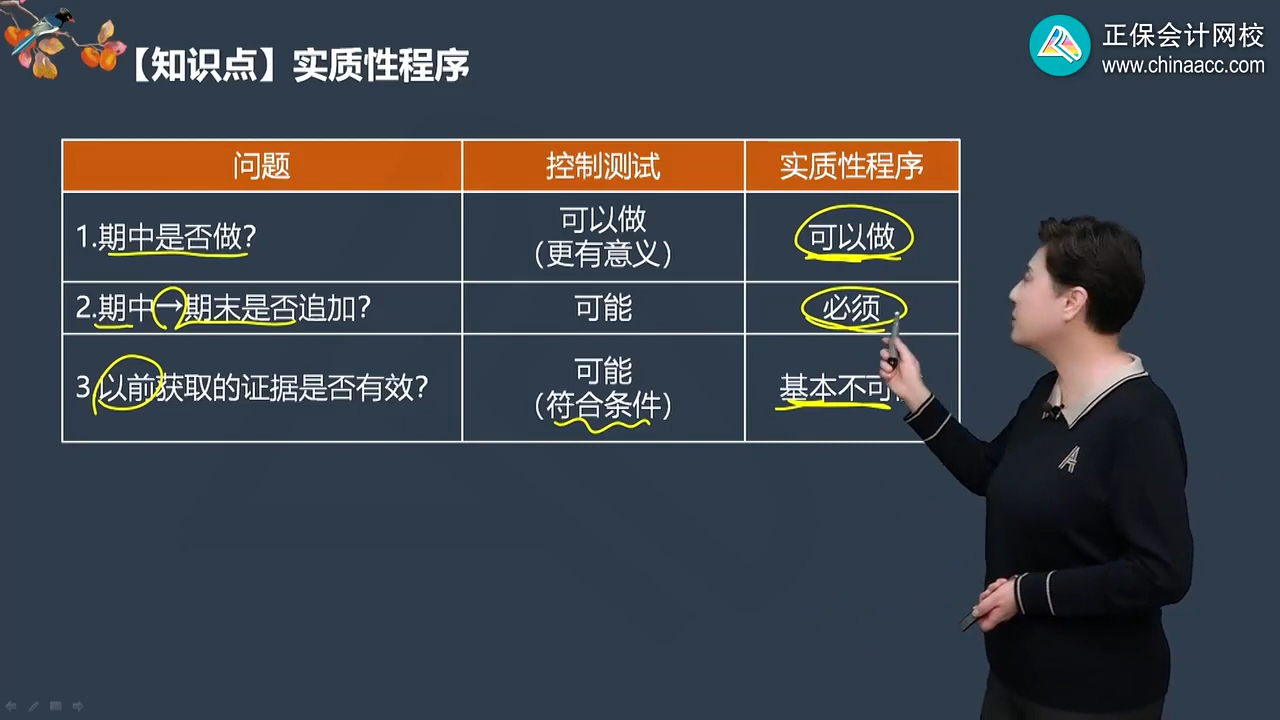 【知识点】实质性程序
正保会计网校
www.chinaacc.com
问题 控制测试 实质性程序
1.期中是否做? 可以做 可以做
(更有意义)
2.期中→期末是否追加? 可能 必须
3.以前获取的证据是否有效? 可能 基本不可
(符合条件)
A